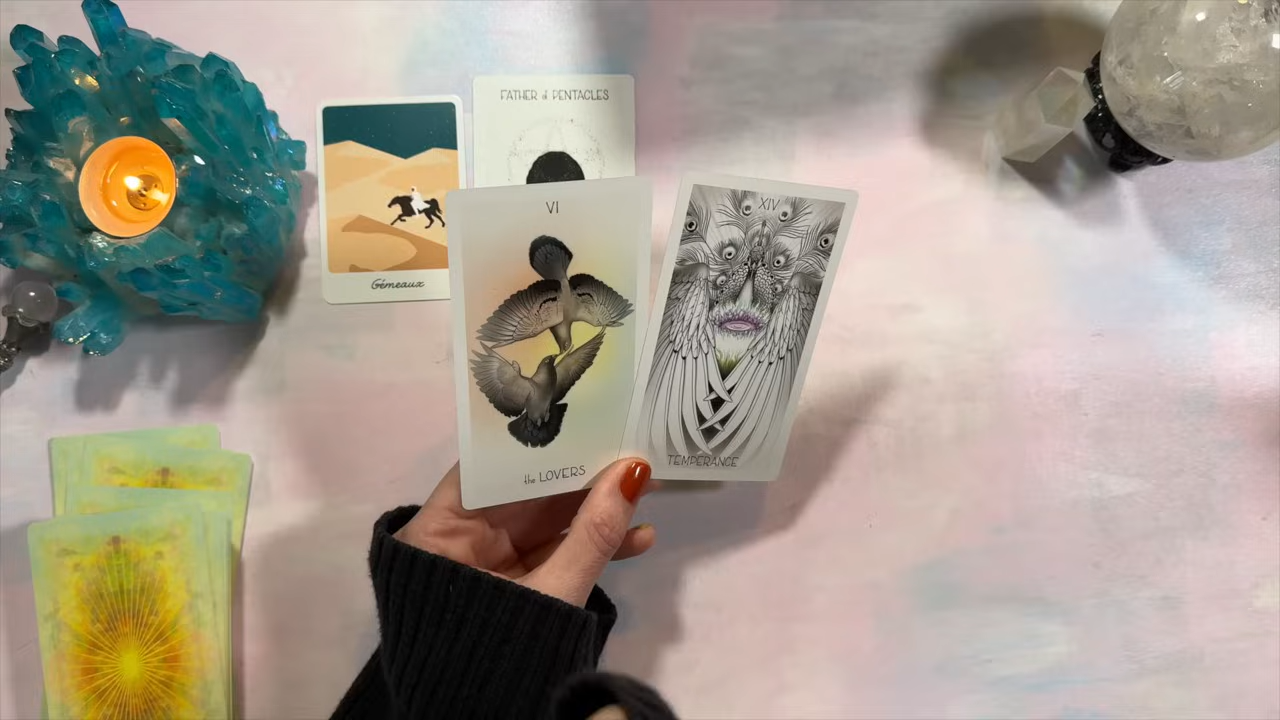 FATHER of PENTACLES
Gémeaux
VI
the LOVERS
XIV
TEMPERANCE